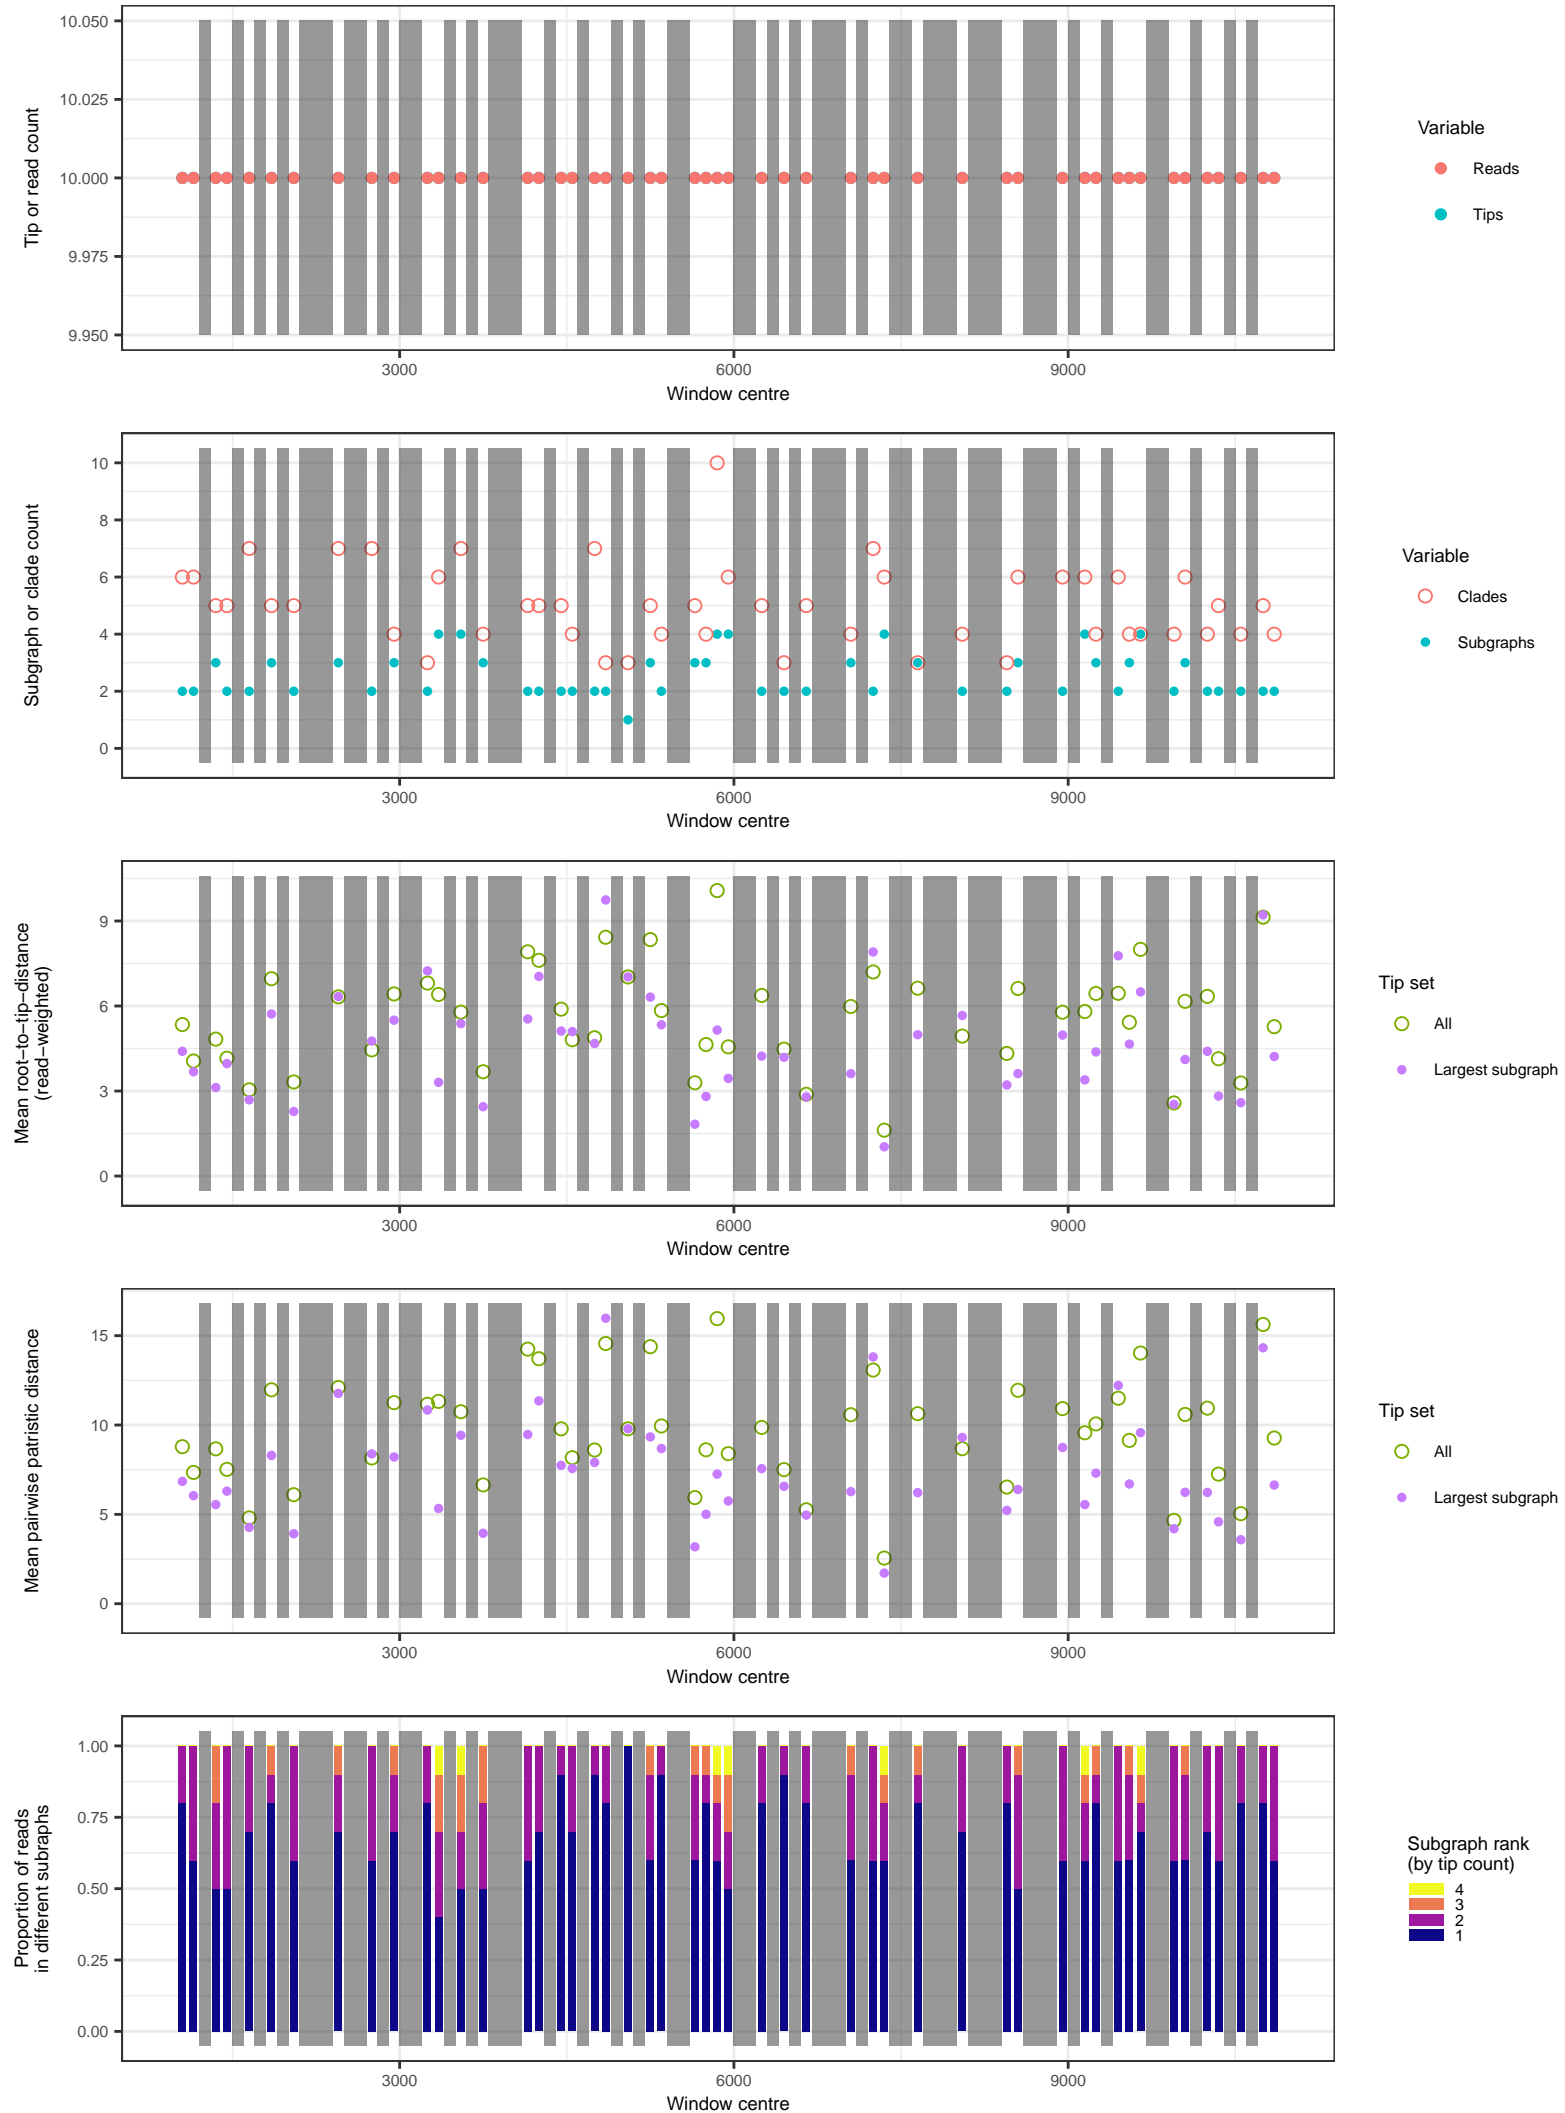 10.050
10.025
10.000
9.975
9.950
Tip or read count
3000
6000
9000
Window centre
Variable
Reads
Tips
10
8
6
4
2
0
Subgraph or clade count
3000
6000
9000
Window centre
Variable
Clades
Subgraphs
9
6
3
0
Mean root−to−tip−distance
(read−weighted)
3000
6000
9000
Window centre
Tip set
All
Largest subgraph
15
10
5
0
Mean pairwise patristic distance
3000
6000
9000
Window centre
Tip set
All
Largest subgraph
1.00
0.75
0.50
0.25
0.00
Proportion of reads
in different subraphs
3000
6000
9000
Window centre
Subgraph rank
(by tip count)
4
3
2
1